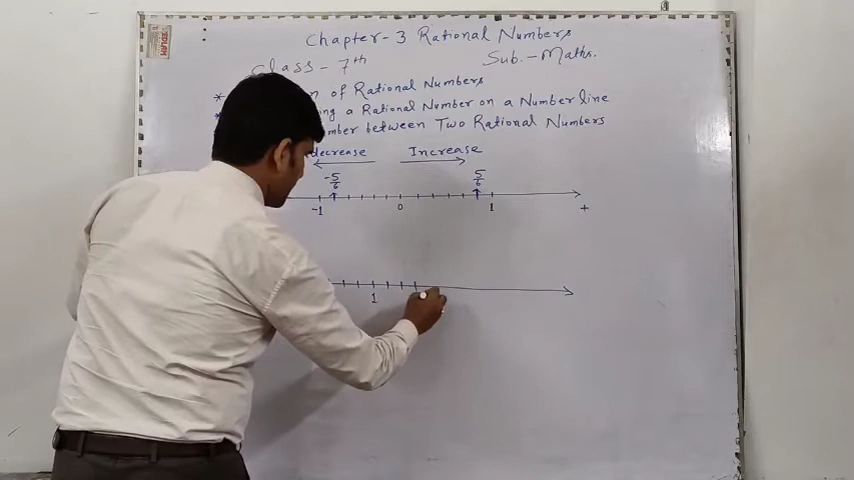 Chapter-3 Rational Numbers
Class - 7th Sub.-Maths.
* n of Rational Numbers
* ing a Rational Number on a Number line
mber between Two Rational Numbers
decrease Increase
-5/6 5/6
-1 0 1 +
1